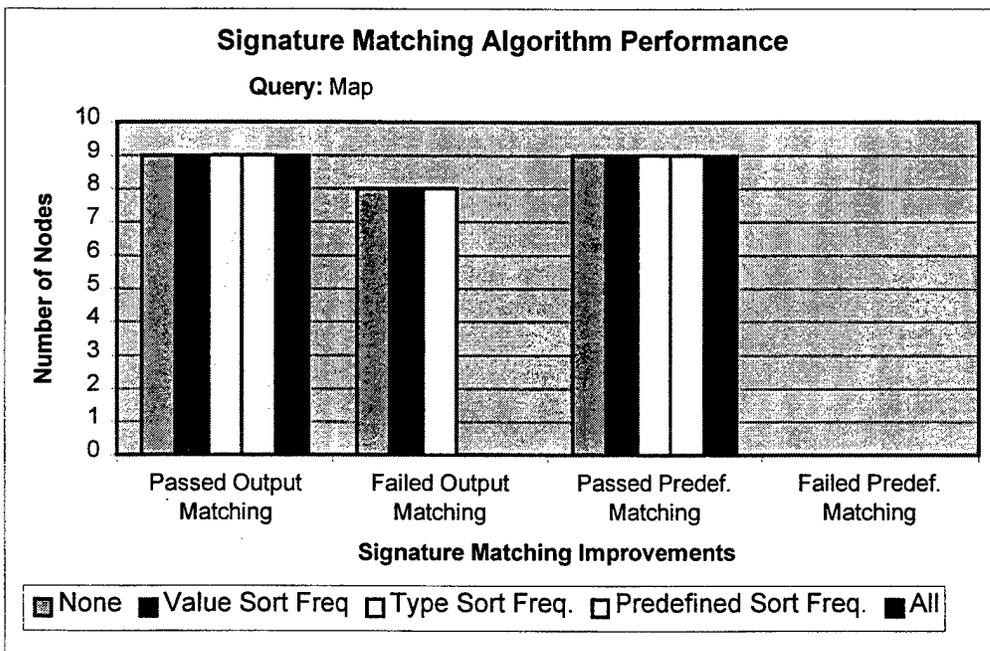 Signature Matching Algorithm Performance
Query: Map
Number of Nodes
10
9
8
7
6
5
4
3
2
1
0
Passed Output
Matching
Failed Output
Matching
Passed Predef.
Matching
Failed Predef.
Matching
Signature Matching Improvements
None Value Sort Freq Type Sort Freq. Predefined Sort Freq. All